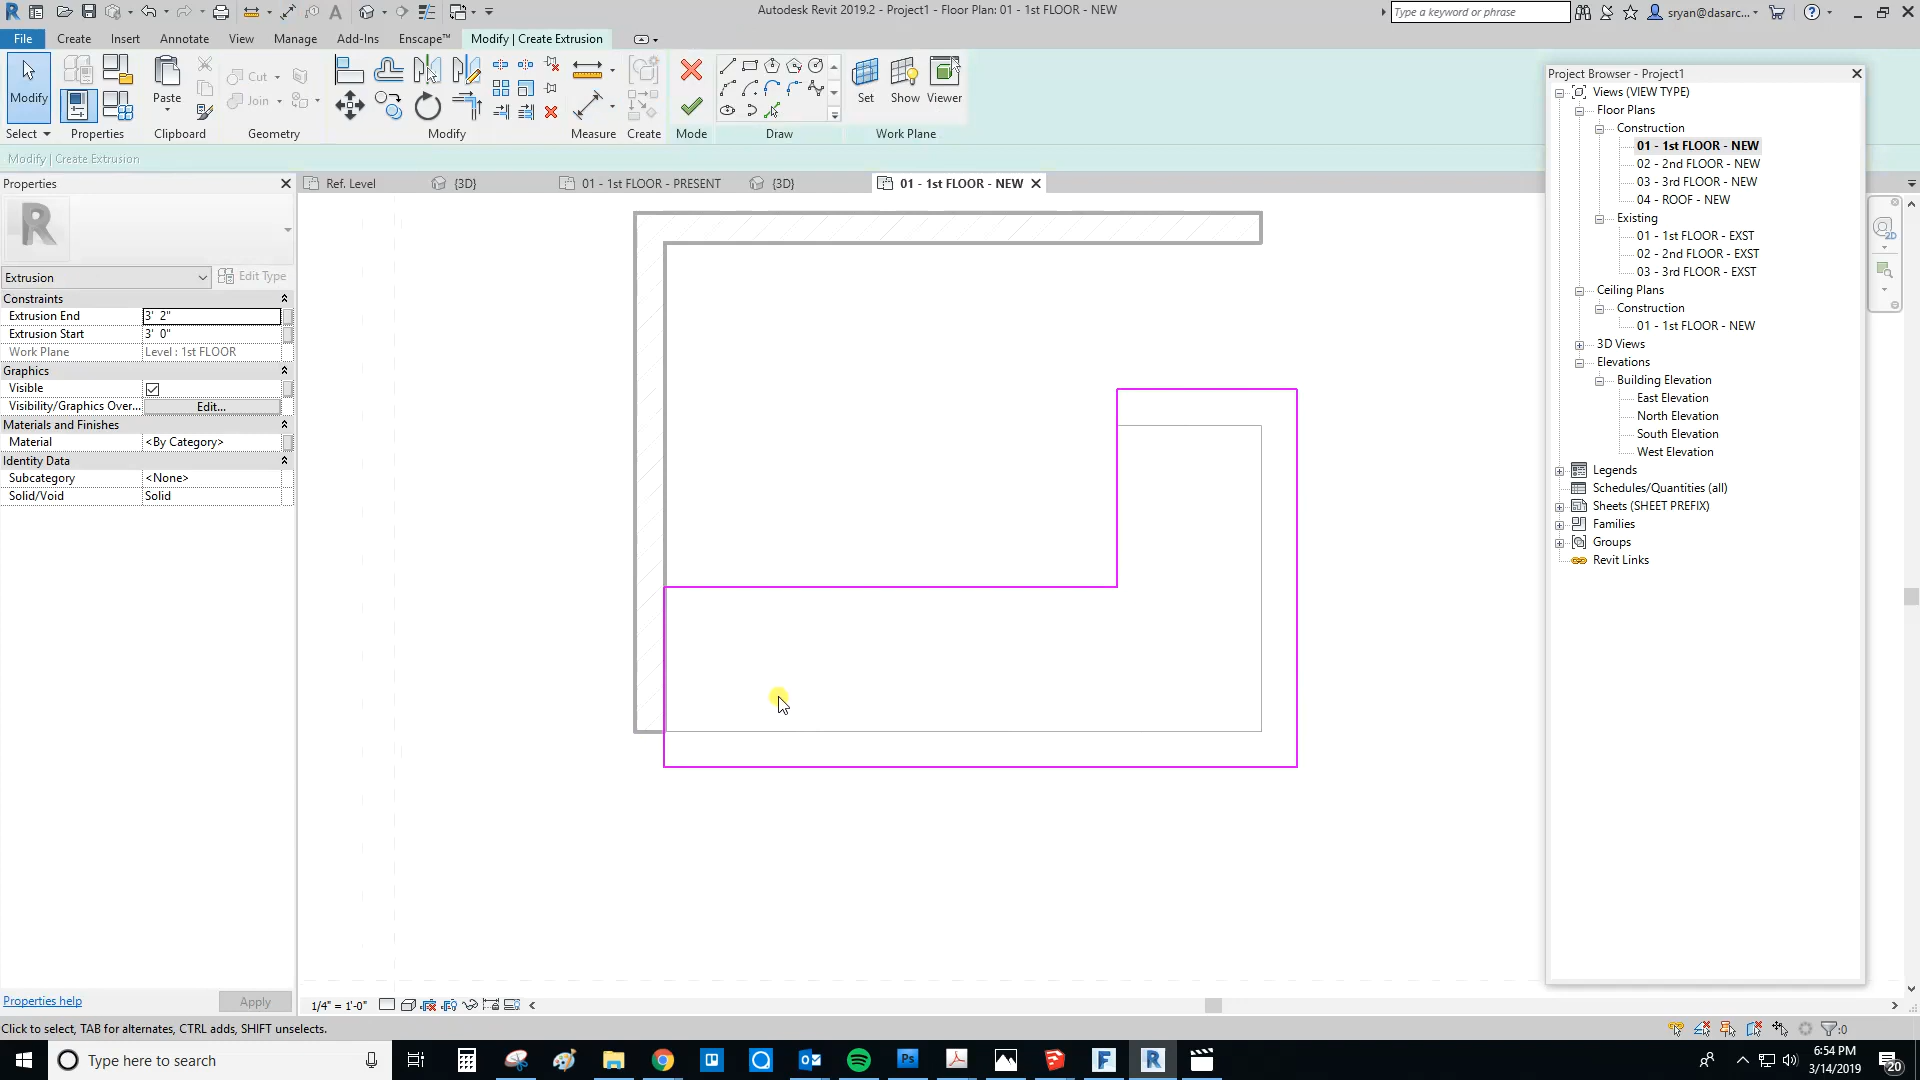 Autodesk Revit 2019.2 - Project1 - Floor Plan: 01 - 1st FLOOR - NEW
Type a keyword or phrase
sryan@dasarc...
File Create Insert Annotate View Manage Add-Ins Enscape™ Modify | Create Extrusion
Modify
Paste
Cut
Join
Set Show Viewer
Select Properties Clipboard Geometry Modify Measure Create Mode Draw Work Plane
Modify | Create Extrusion
Properties
Ref. Level {3D} 01 - 1st FLOOR - PRESENT {3D} 01 - 1st FLOOR - NEW
Extrusion
Edit Type
Constraints
Extrusion End 3' 2"
Extrusion Start 3' 0"
Work Plane Level : 1st FLOOR
Graphics
Visible
Visibility/Graphics Over... Edit...
Materials and Finishes
Material <By Category>
Identity Data
Subcategory <None>
Solid/Void Solid
Project Browser - Project1
Views (VIEW TYPE)
Floor Plans
Construction
01 - 1st FLOOR - NEW
02 - 2nd FLOOR - NEW
03 - 3rd FLOOR - NEW
04 - ROOF - NEW
Existing
01 - 1st FLOOR - EXST
02 - 2nd FLOOR - EXST
03 - 3rd FLOOR - EXST
Ceiling Plans
Construction
01 - 1st FLOOR - NEW
3D Views
Elevations
Building Elevation
East Elevation
North Elevation
South Elevation
West Elevation
Legends
Schedules/Quantities (all)
Sheets (SHEET PREFIX)
Families
Groups
Revit Links
2D
Properties help
Apply
1/4" = 1'-0"
Click to select, TAB for alternates, CTRL adds, SHIFT unselects.
:0
Type here to search
6:54 PM
3/14/2019
20